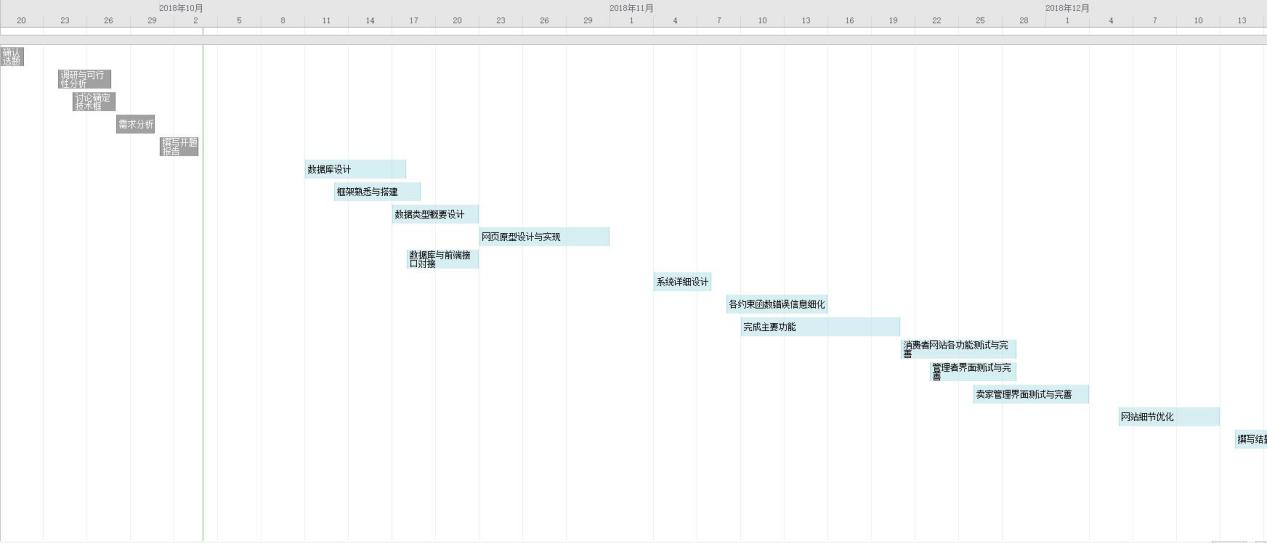 2018年10月 2018年11月 2018年12月
20 23 26 29 2 5 8 11 14 17 20 23 26 29 1 4 7 10 13 16 19 22 25 28 1 4 7 10 13
确认
选题
调研与可行
性分析
讨论确定
技术框
需求分析
撰写开题
报告
数据库设计
框架熟悉与搭建
数据类型概要设计
网页原型设计与实现
数据库与前端接
口对接
系统详细设计
各约束函数错误信息细化
完成主要功能
消费者网站各功能测试与完
善
管理者界面测试与完
善
卖家管理界面测试与完善
网站细节优化
撰写结